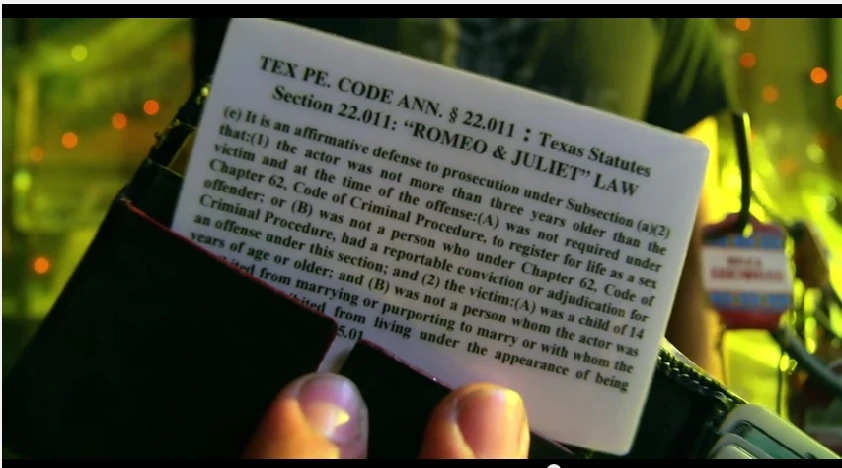 TEX PE. CODE ANN. § 22.011 : Texas Statutes
Section 22.011: “ROMEO & JULIET” LAW
(e) It is an affirmative defense to prosecution under Subsection (a)(2)
that:(1) the actor was not more than three years older than the
victim and at the time of the offense:(A) was not required under
Chapter 62, Code of Criminal Procedure, to register for life as a sex
offender; or (B) was not a person who under Chapter 62, Code of
Criminal Procedure, had a reportable conviction or adjudication for
an offense under this section; and (2) the victim:(A) was a child of 14
years of age or older; and (B) was not a person whom the actor was
from marrying or purporting to marry or with whom the
from living under the appearance of being
5.01